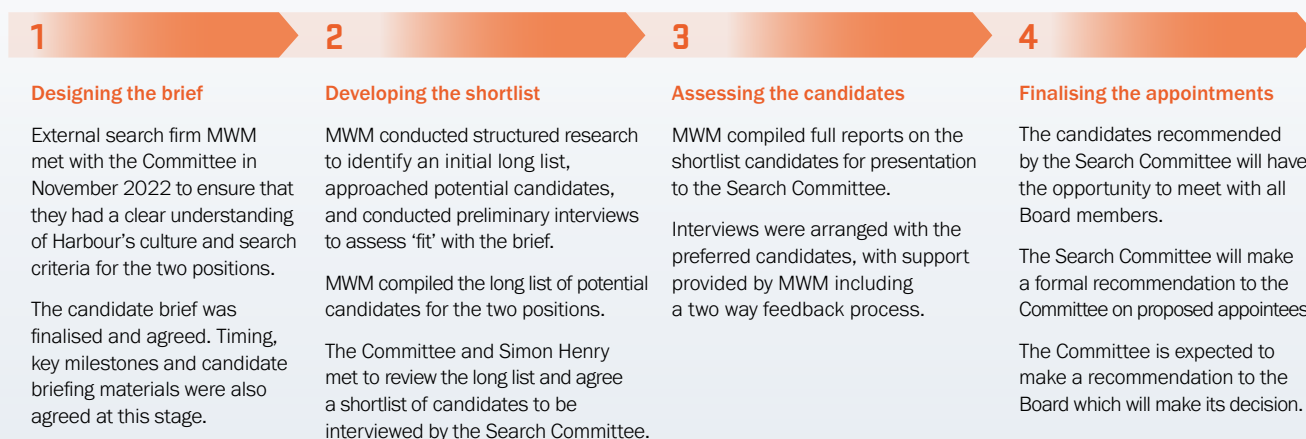 1
Designing the brief
External search firm MWM
met with the Committee in
November 2022 to ensure that
they had a clear understanding
of Harbour's culture and search
criteria for the two positions.
The candidate brief was
finalised and agreed. Timing,
key milestones and candidate
briefing materials were also
agreed at this stage.
2
Developing the shortlist
MWM conducted structured research
to identify an initial long list,
approached potential candidates,
and conducted preliminary interviews
to assess ‘fit’ with the brief.
MWM compiled the long list of potential
candidates for the two positions.
The Committee and Simon Henry
met to review the long list and agree
a shortlist of candidates to be
interviewed by the Search Committee.
3
Assessing the candidates
MWM compiled full reports on the
shortlist candidates for presentation
to the Search Committee.
Interviews were arranged with the
preferred candidates, with support
provided by MWM including
a two way feedback process.
4
Finalising the appointments
The candidates recommended
by the Search Committee will have
the opportunity to meet with all
Board members.
The Search Committee will make
a formal recommendation to the
Committee on proposed appointees
The Committee is expected to
make a recommendation to the
Board which will make its decision.